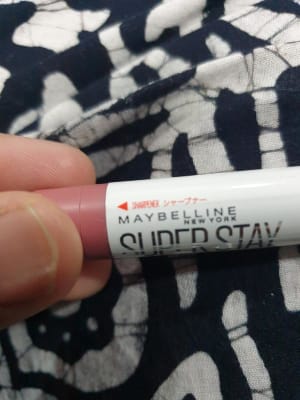 ◀ SHARPENER シャープナー
MAYBELLINE
NEW YORK
SUPER STAY